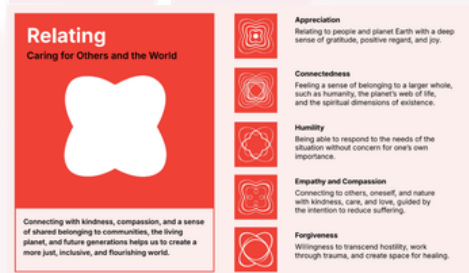 Relating
Caring for Others and the World
Connecting with kindness, compassion, and a sense
of shared belonging to communities, the living
planet, and future generations helps us to create a
more just, inclusive, and flourishing world.
Appreciation
Relating to people and planet Earth with a deep
sense of gratitude, positive regard, and joy.
Connectedness
Feeling a sense of belonging to a larger whole,
such as humanity, the planet's web of life,
and the spiritual dimensions of existence.
Humility
Being able to respond to the needs of the
situation without concern for one's own
importance.
Empathy and Compassion
Connecting to others, oneself, and nature
with kindness, care, and love, guided by
the intention to reduce suffering.
Forgiveness
Willingness to transcend hostility, work
through trauma, and create space for healing.